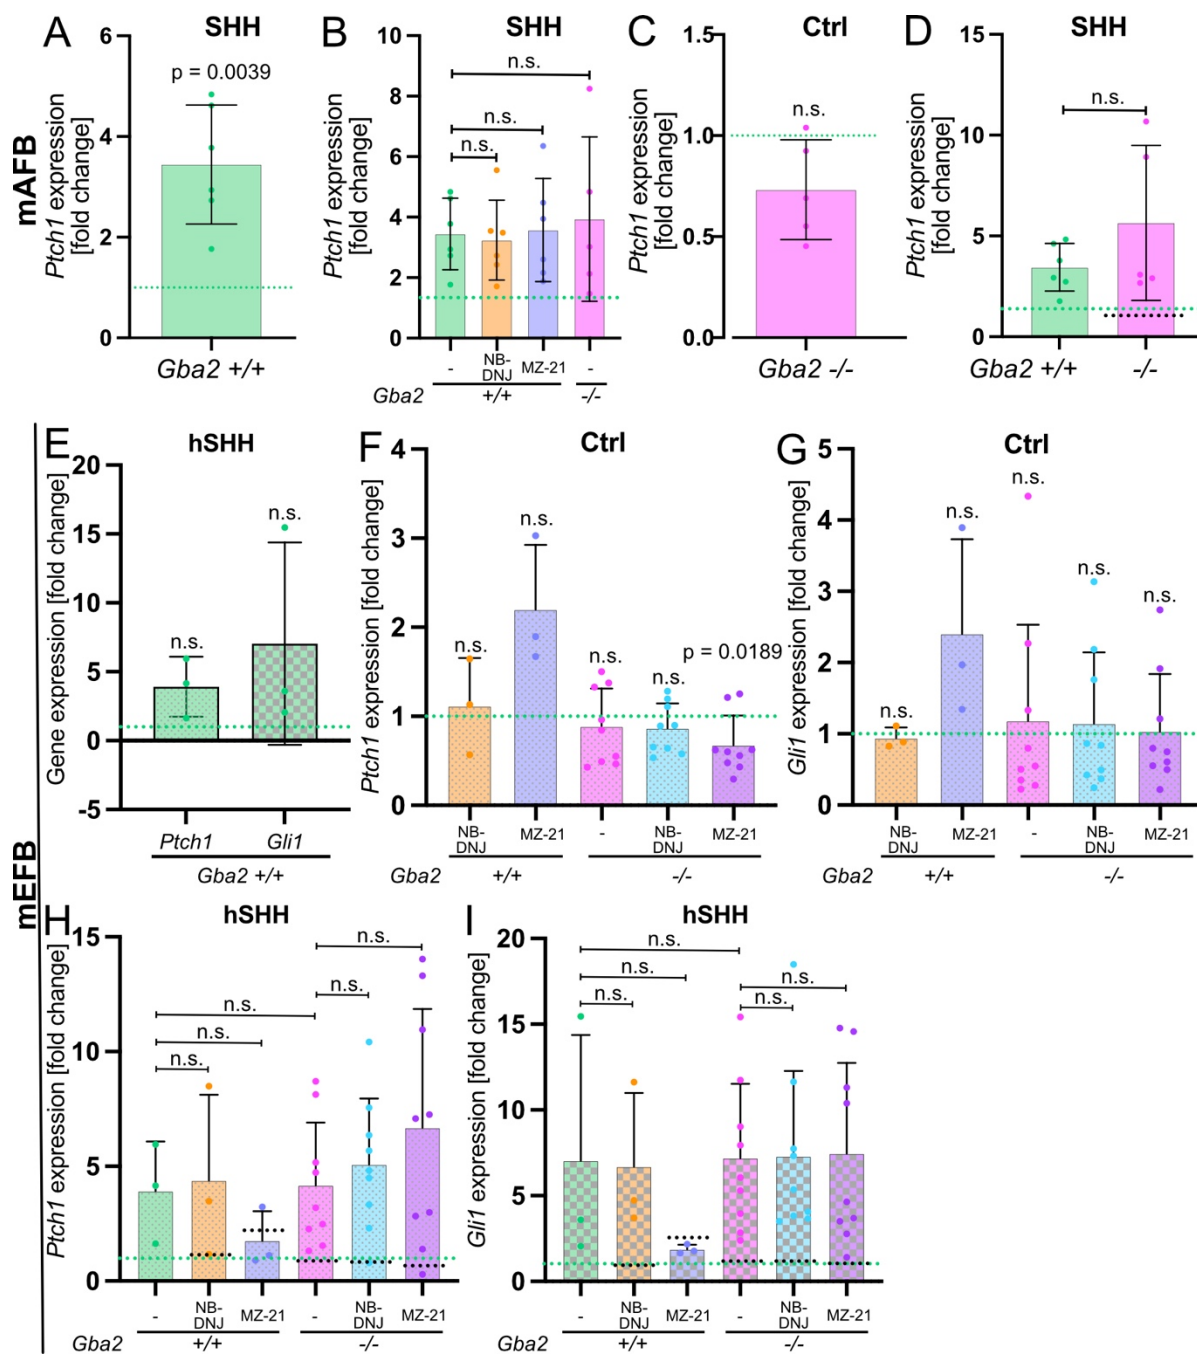 mAFB
A
SHH
Ptch1 expression
[fold change]
6
4
2
0
p = 0.0039
Gba2 +/+
B
SHH
Ptch1 expression
[fold change]
10
8
6
4
2
0
n.s.
n.s.
n.s.
- NB-DNJ MZ-21 -
Gba2 +/+ -/-
C
Ctrl
Ptch1 expression
[fold change]
1.5
1.0
0.5
0.0
n.s.
Gba2 -/-
D
SHH
Ptch1 expression
[fold change]
15
10
5
0
n.s.
Gba2 +/+ -/-
mEFB
E
hSHH
Gene expression [fold change]
20
15
10
5
0
-5
n.s.
n.s.
Ptch1 Gli1
Gba2 +/+
F
Ctrl
Ptch1 expression [fold change]
4
3
2
1
0
n.s.
n.s.
n.s.
n.s.
p = 0.0189
NB-DNJ MZ-21 - NB-DNJ MZ-21
Gba2 +/+ -/-
G
Ctrl
Gli1 expression [fold change]
5
4
3
2
1
0
n.s.
n.s.
n.s.
n.s.
n.s.
NB-DNJ MZ-21 - NB-DNJ MZ-21
Gba2 +/+ -/-
H
hSHH
Ptch1 expression [fold change]
15
10
5
0
n.s.
n.s.
n.s.
n.s.
n.s.
- NB-DNJ MZ-21 - NB-DNJ MZ-21
Gba2 +/+ -/-
I
hSHH
Gli1 expression [fold change]
20
15
10
5
0
n.s.
n.s.
n.s.
n.s.
n.s.
- NB-DNJ MZ-21 - NB-DNJ MZ-21
Gba2 +/+ -/-